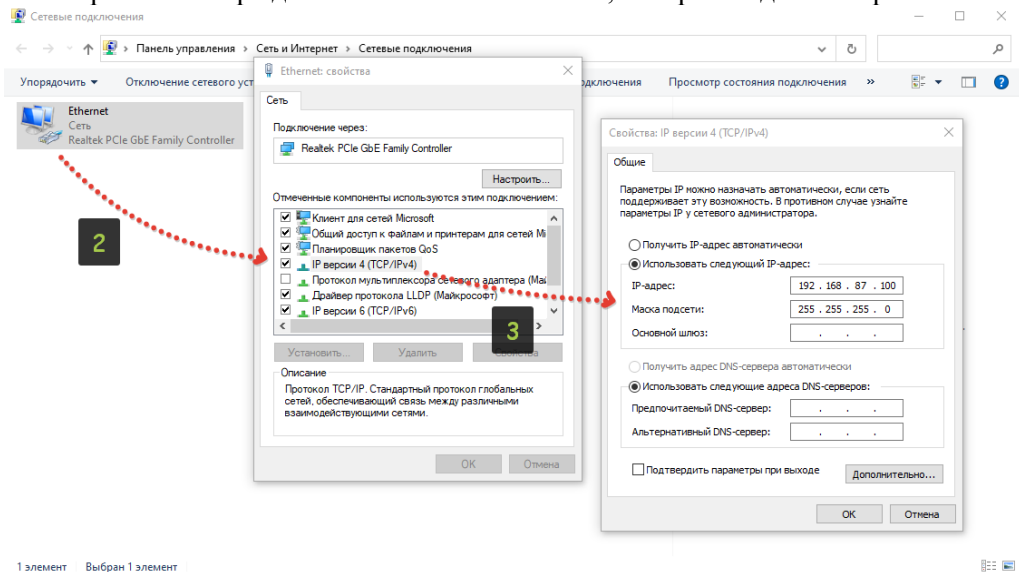 Сетевые подключения
Панель управления › Сеть и Интернет › Сетевые подключения
Упорядочить
Отключение сетевого уст
Просмотр состояния подключения
»
Ethernet
Сеть
Realtek PCIe GbE Family Controller
2
Ethernet: свойства
Сеть
Подключение через:
Realtek PCIe GbE Family Controller
Настроить...
Отмеченные компоненты используются этим подключением:
Клиент для сетей Microsoft
Общий доступ к файлам и принтерам для сетей Mi
Планировщик пакетов QoS
IP версии 4 (TCP/IPv4)
Протокол мультиплексора сетевого адаптера (Май
Драйвер протокола LLDP (Майкрософт)
IP версии 6 (TCP/IPv6)
3
Установить...
Удалить
Описание
Протокол TCP/IP. Стандартный протокол глобальных
сетей, обеспечивающий связь между различными
взаимодействующими сетями.
OK
Отмена
Свойства: IP версии 4 (TCP/IPv4)
Общие
Параметры IP можно назначать автоматически, если сеть
поддерживает эту возможность. В противном случае узнайте
параметры IP у сетевого администратора.
Получить IP-адрес автоматически
Использовать следующий IP-адрес:
IP-адрес: 192 . 168 . 87 . 100
Маска подсети: 255 . 255 . 255 . 0
Основной шлюз: . . .
Получить адрес DNS-сервера автоматически
Использовать следующие адреса DNS-серверов:
Предпочитаемый DNS-сервер: . . .
Альтернативный DNS-сервер: . . .
Подтвердить параметры при выходе
Дополнительно...
OK
Отмена
1 элемент
Выбран 1 элемент